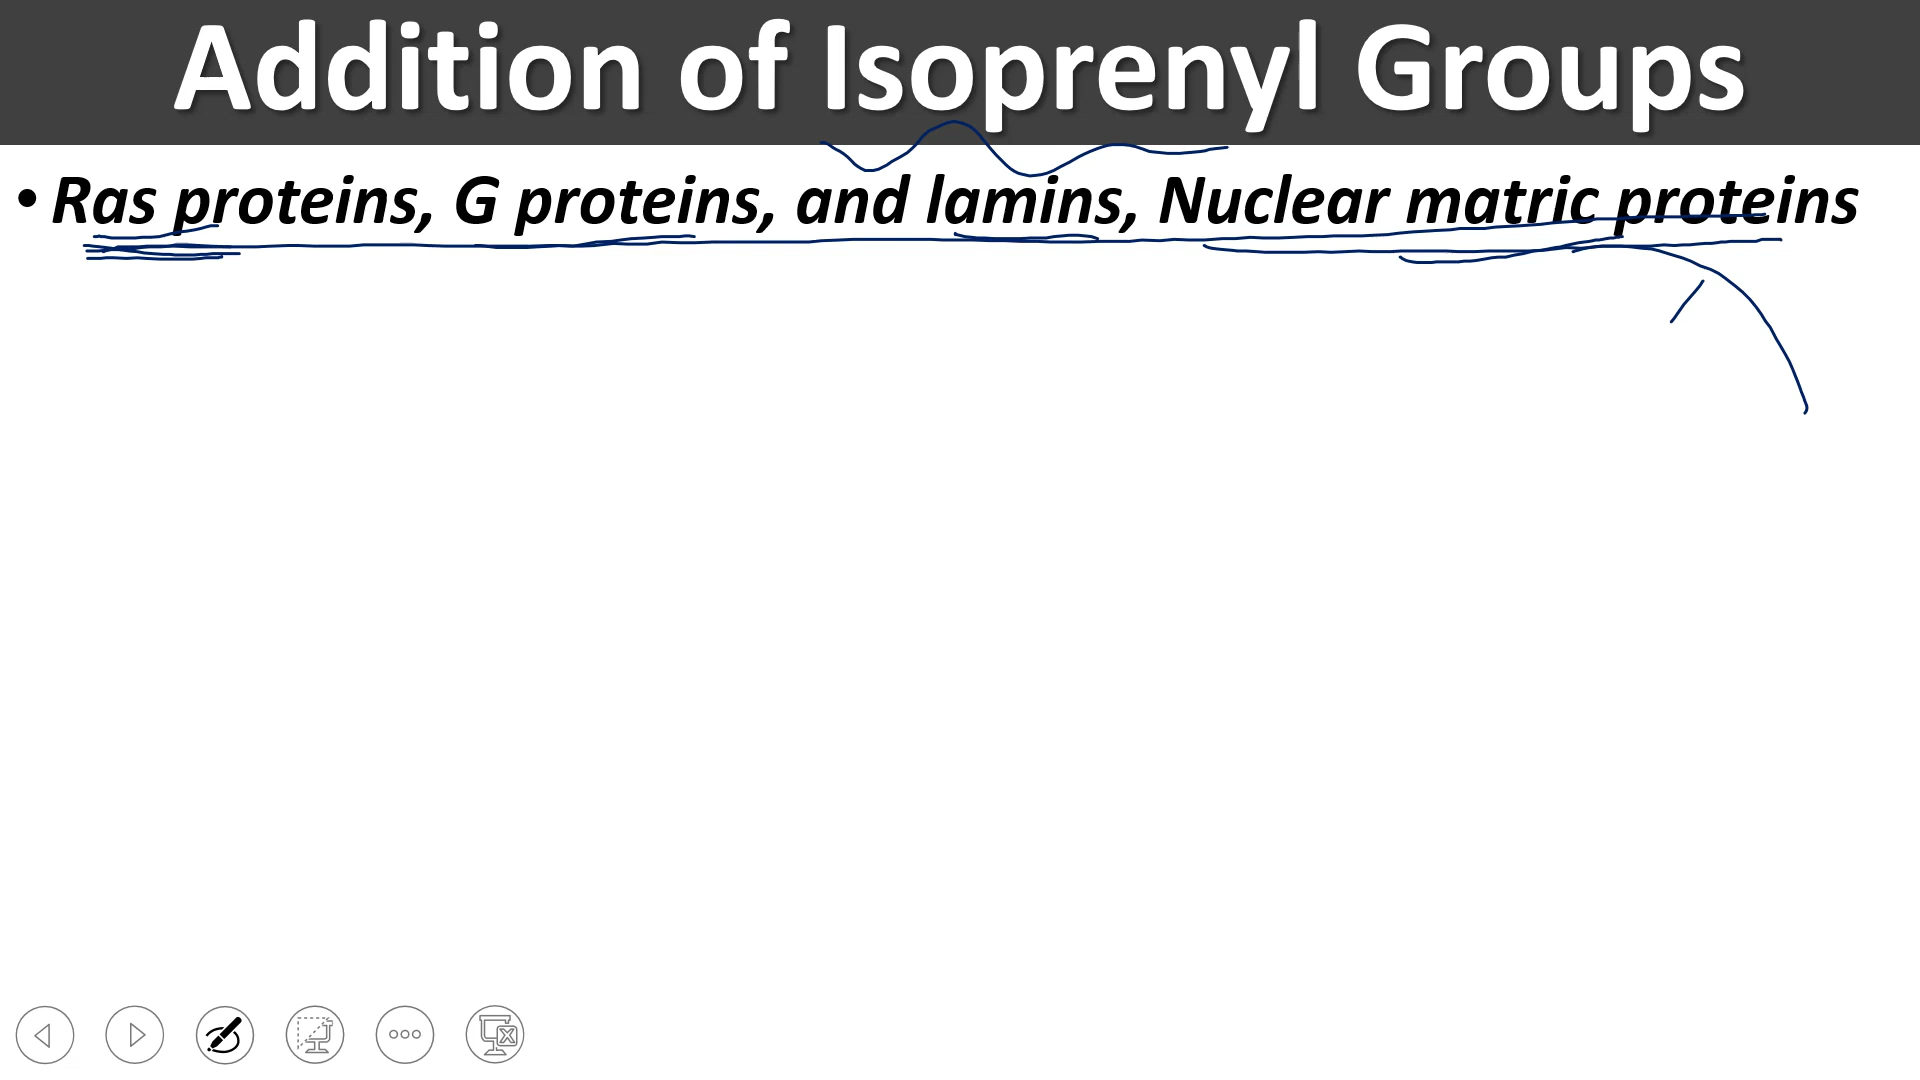 Addition of Isoprenyl Groups
• Ras proteins, G proteins, and lamins, Nuclear matric proteins